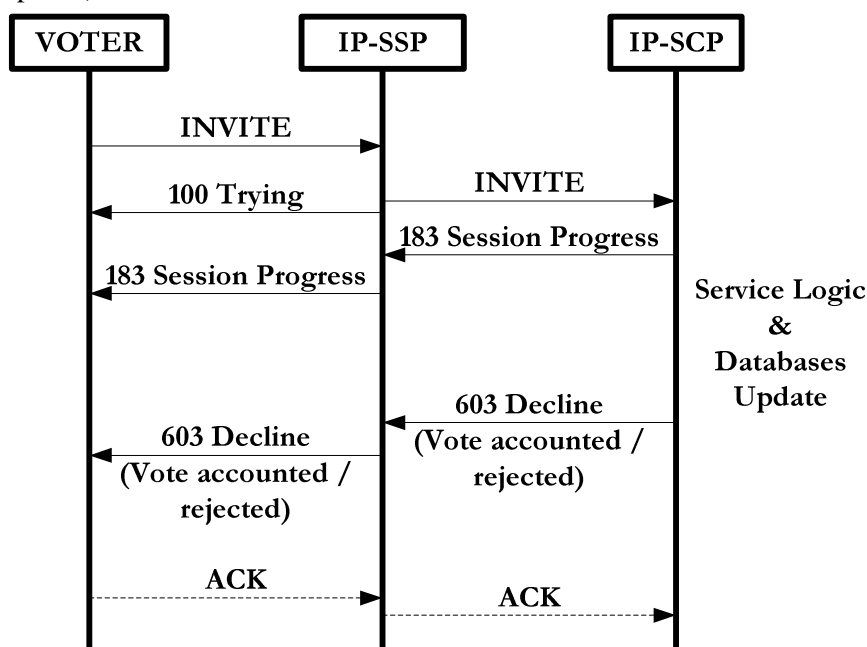 VOTER
IP-SSP
IP-SCP
INVITE
100 Trying
INVITE
183 Session Progress
183 Session Progress
Service Logic
&
Databases
Update
603 Decline
(Vote accounted /
rejected)
603 Decline
(Vote accounted /
rejected)
ACK
ACK